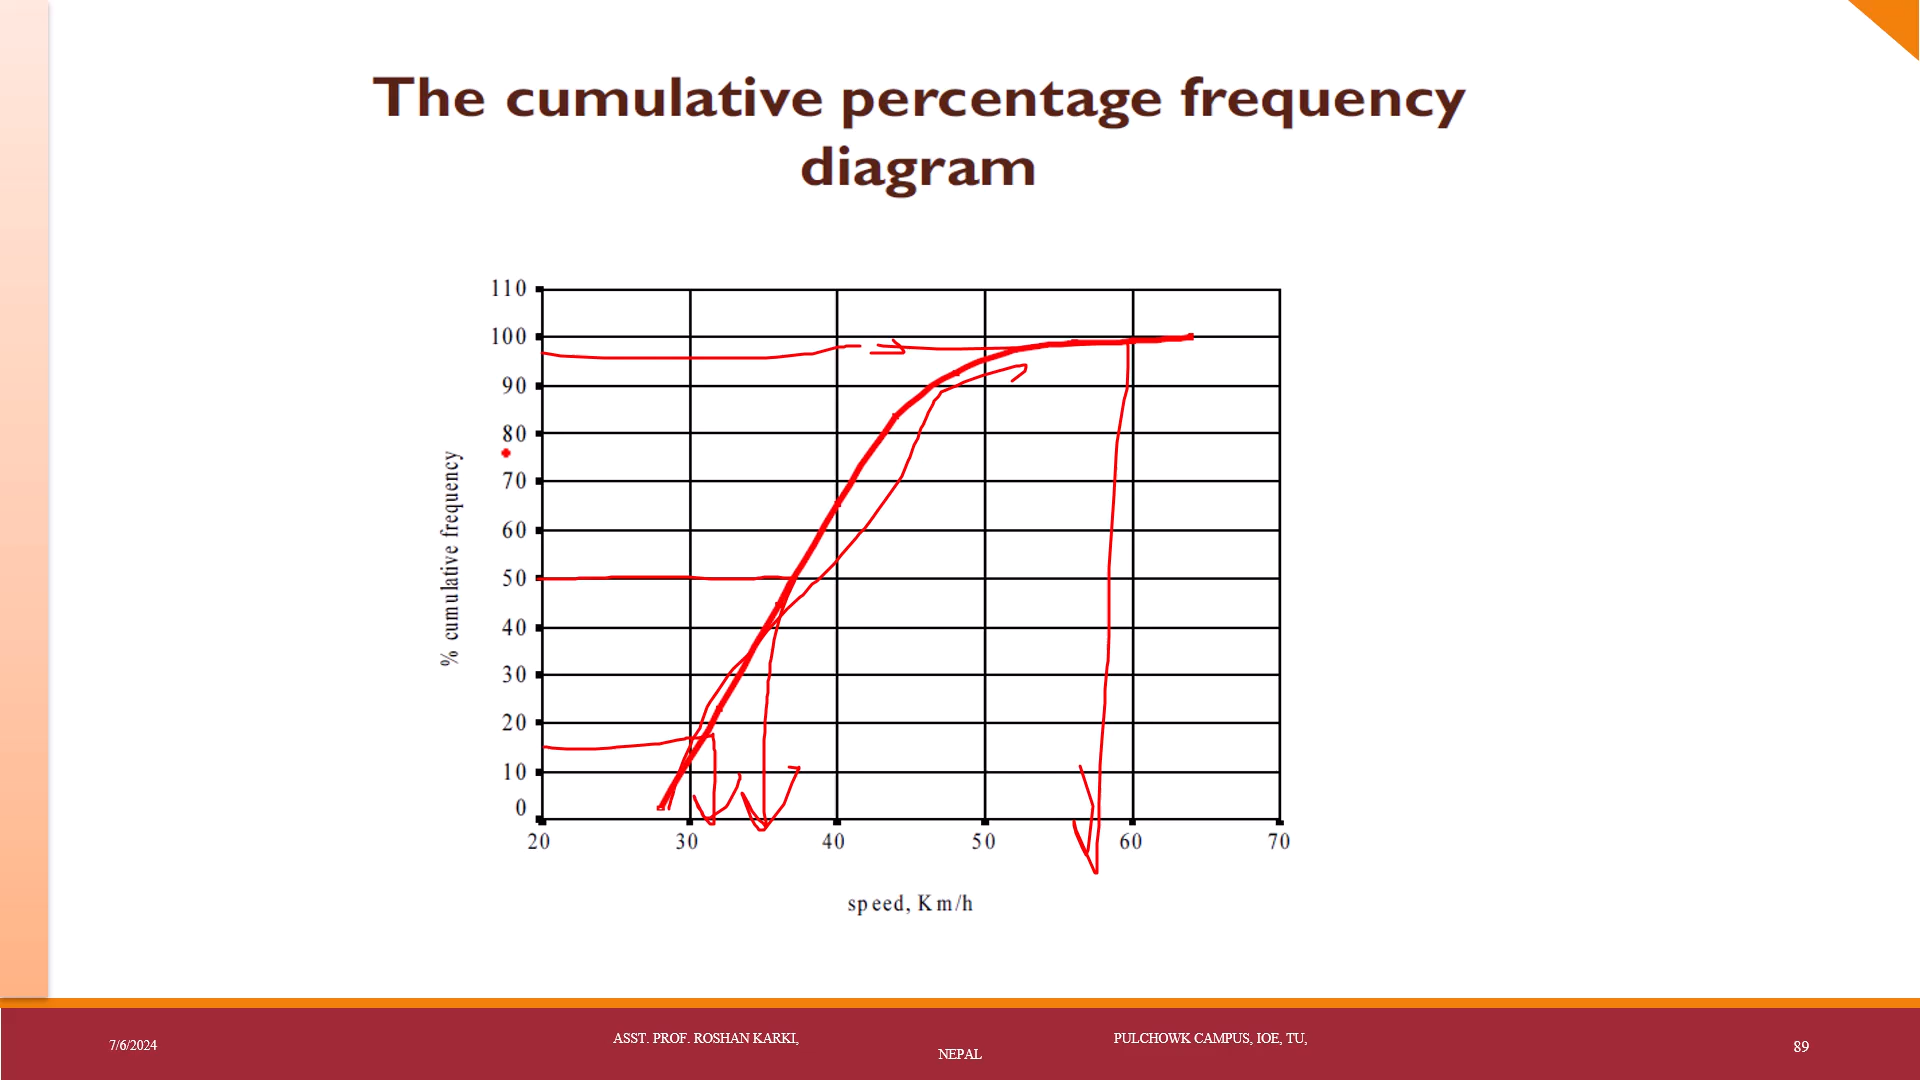 The cumulative percentage frequency
diagram
110
100
90
80
70
60
50
40
30
20
10
0
% cumulative frequency
20 30 40 50 60 70
speed, Km/h
7/6/2024
ASST. PROF. ROSHAN KARKI, PULCHOWK CAMPUS, IOE, TU,
NEPAL
89